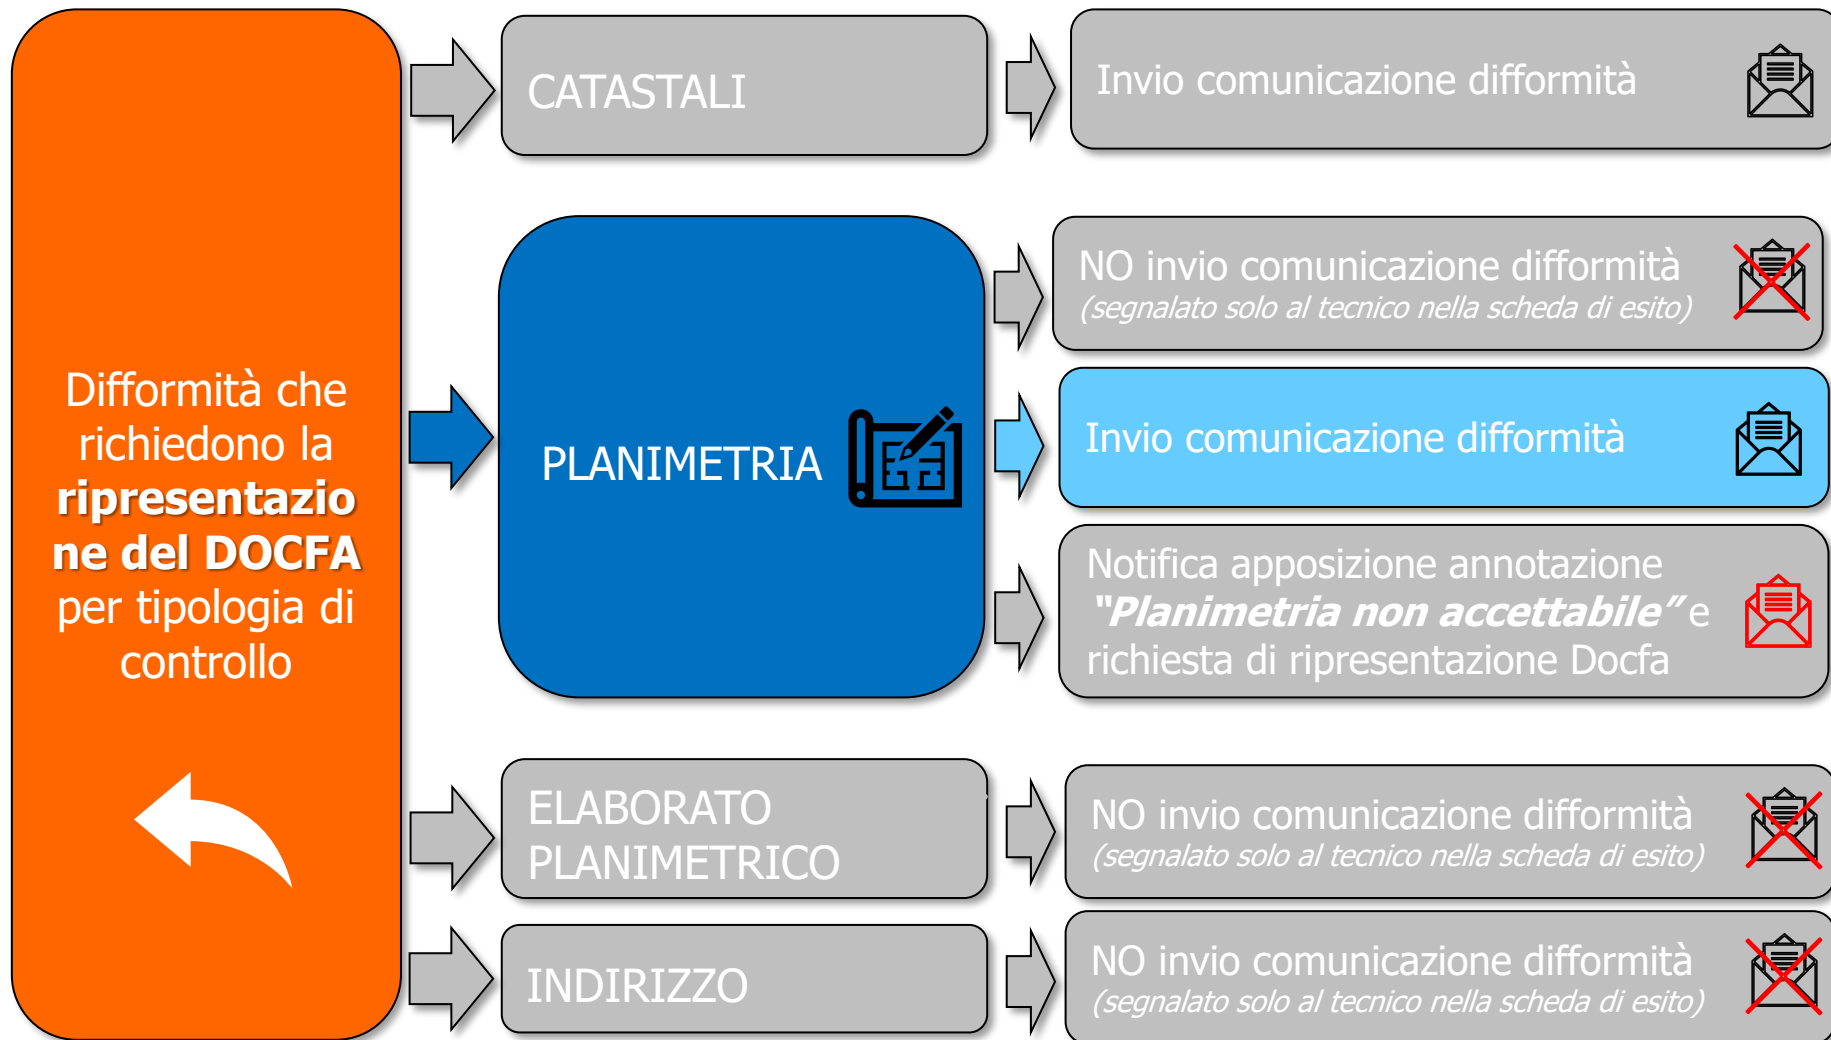 Difformità che
richiedono la
ripresentazio
ne del DOCFA
per tipologia di
controllo
CATASTALI
Invio comunicazione difformità
PLANIMETRIA
NO invio comunicazione difformità
(segnalato solo al tecnico nella scheda di esito)
Invio comunicazione difformità
Notifica apposizione annotazione
"Planimetria non accettabile" e
richiesta di ripresentazione Docfa
ELABORATO
PLANIMETRICO
NO invio comunicazione difformità
(segnalato solo al tecnico nella scheda di esito)
INDIRIZZO
NO invio comunicazione difformità
(segnalato solo al tecnico nella scheda di esito)